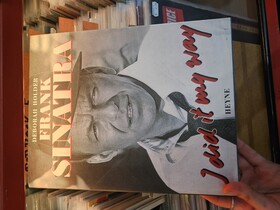 DEBORAH HOLDER
FRANK
SINATRA
I did it my way
HEYNE